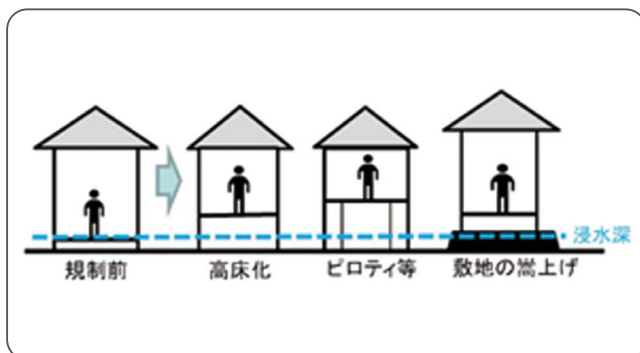 浸水深
規制前
高床化
ピロティ等
敷地の嵩上げ